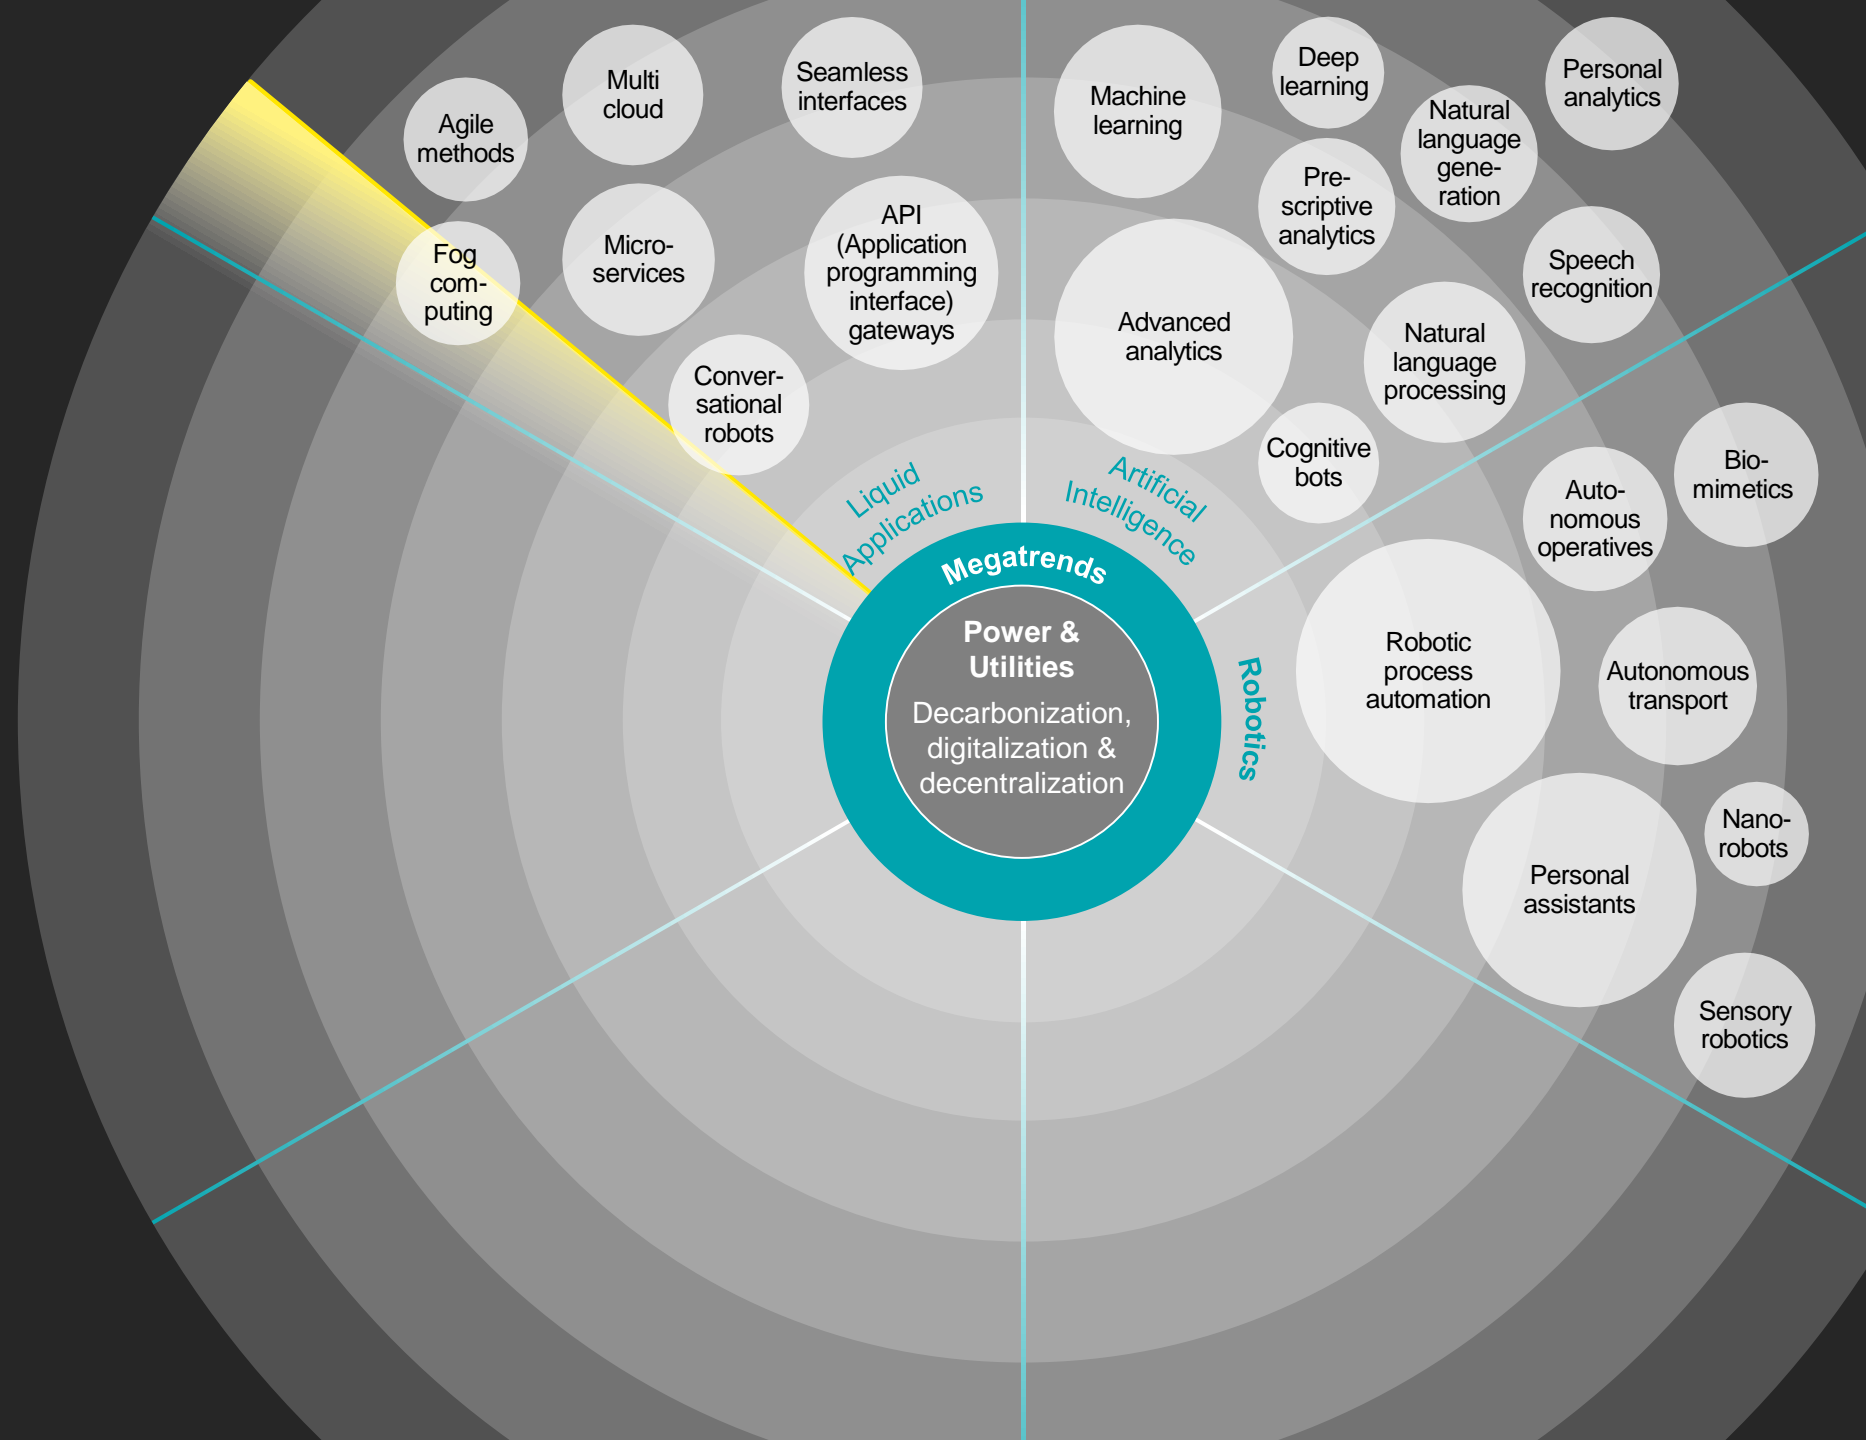 Agile
methods
Multi
cloud
Seamless
interfaces
Fog
com-
puting
Micro-
services
API
(Application
programming
interface)
gateways
Conver-
sational
robots
Liquid
Applications
Machine
learning
Deep
learning
Natural
language
gene-
ration
Personal
analytics
Pre-
scriptive
analytics
Speech
recognition
Advanced
analytics
Natural
language
processing
Cognitive
bots
Artificial
Intelligence
Bio-
mimetics
Auto-
nomous
operatives
Robotic
process
automation
Autonomous
transport
Nano-
robots
Personal
assistants
Sensory
robotics
Robotics
Megatrends
Power &
Utilities
Decarbonization,
digitalization &
decentralization